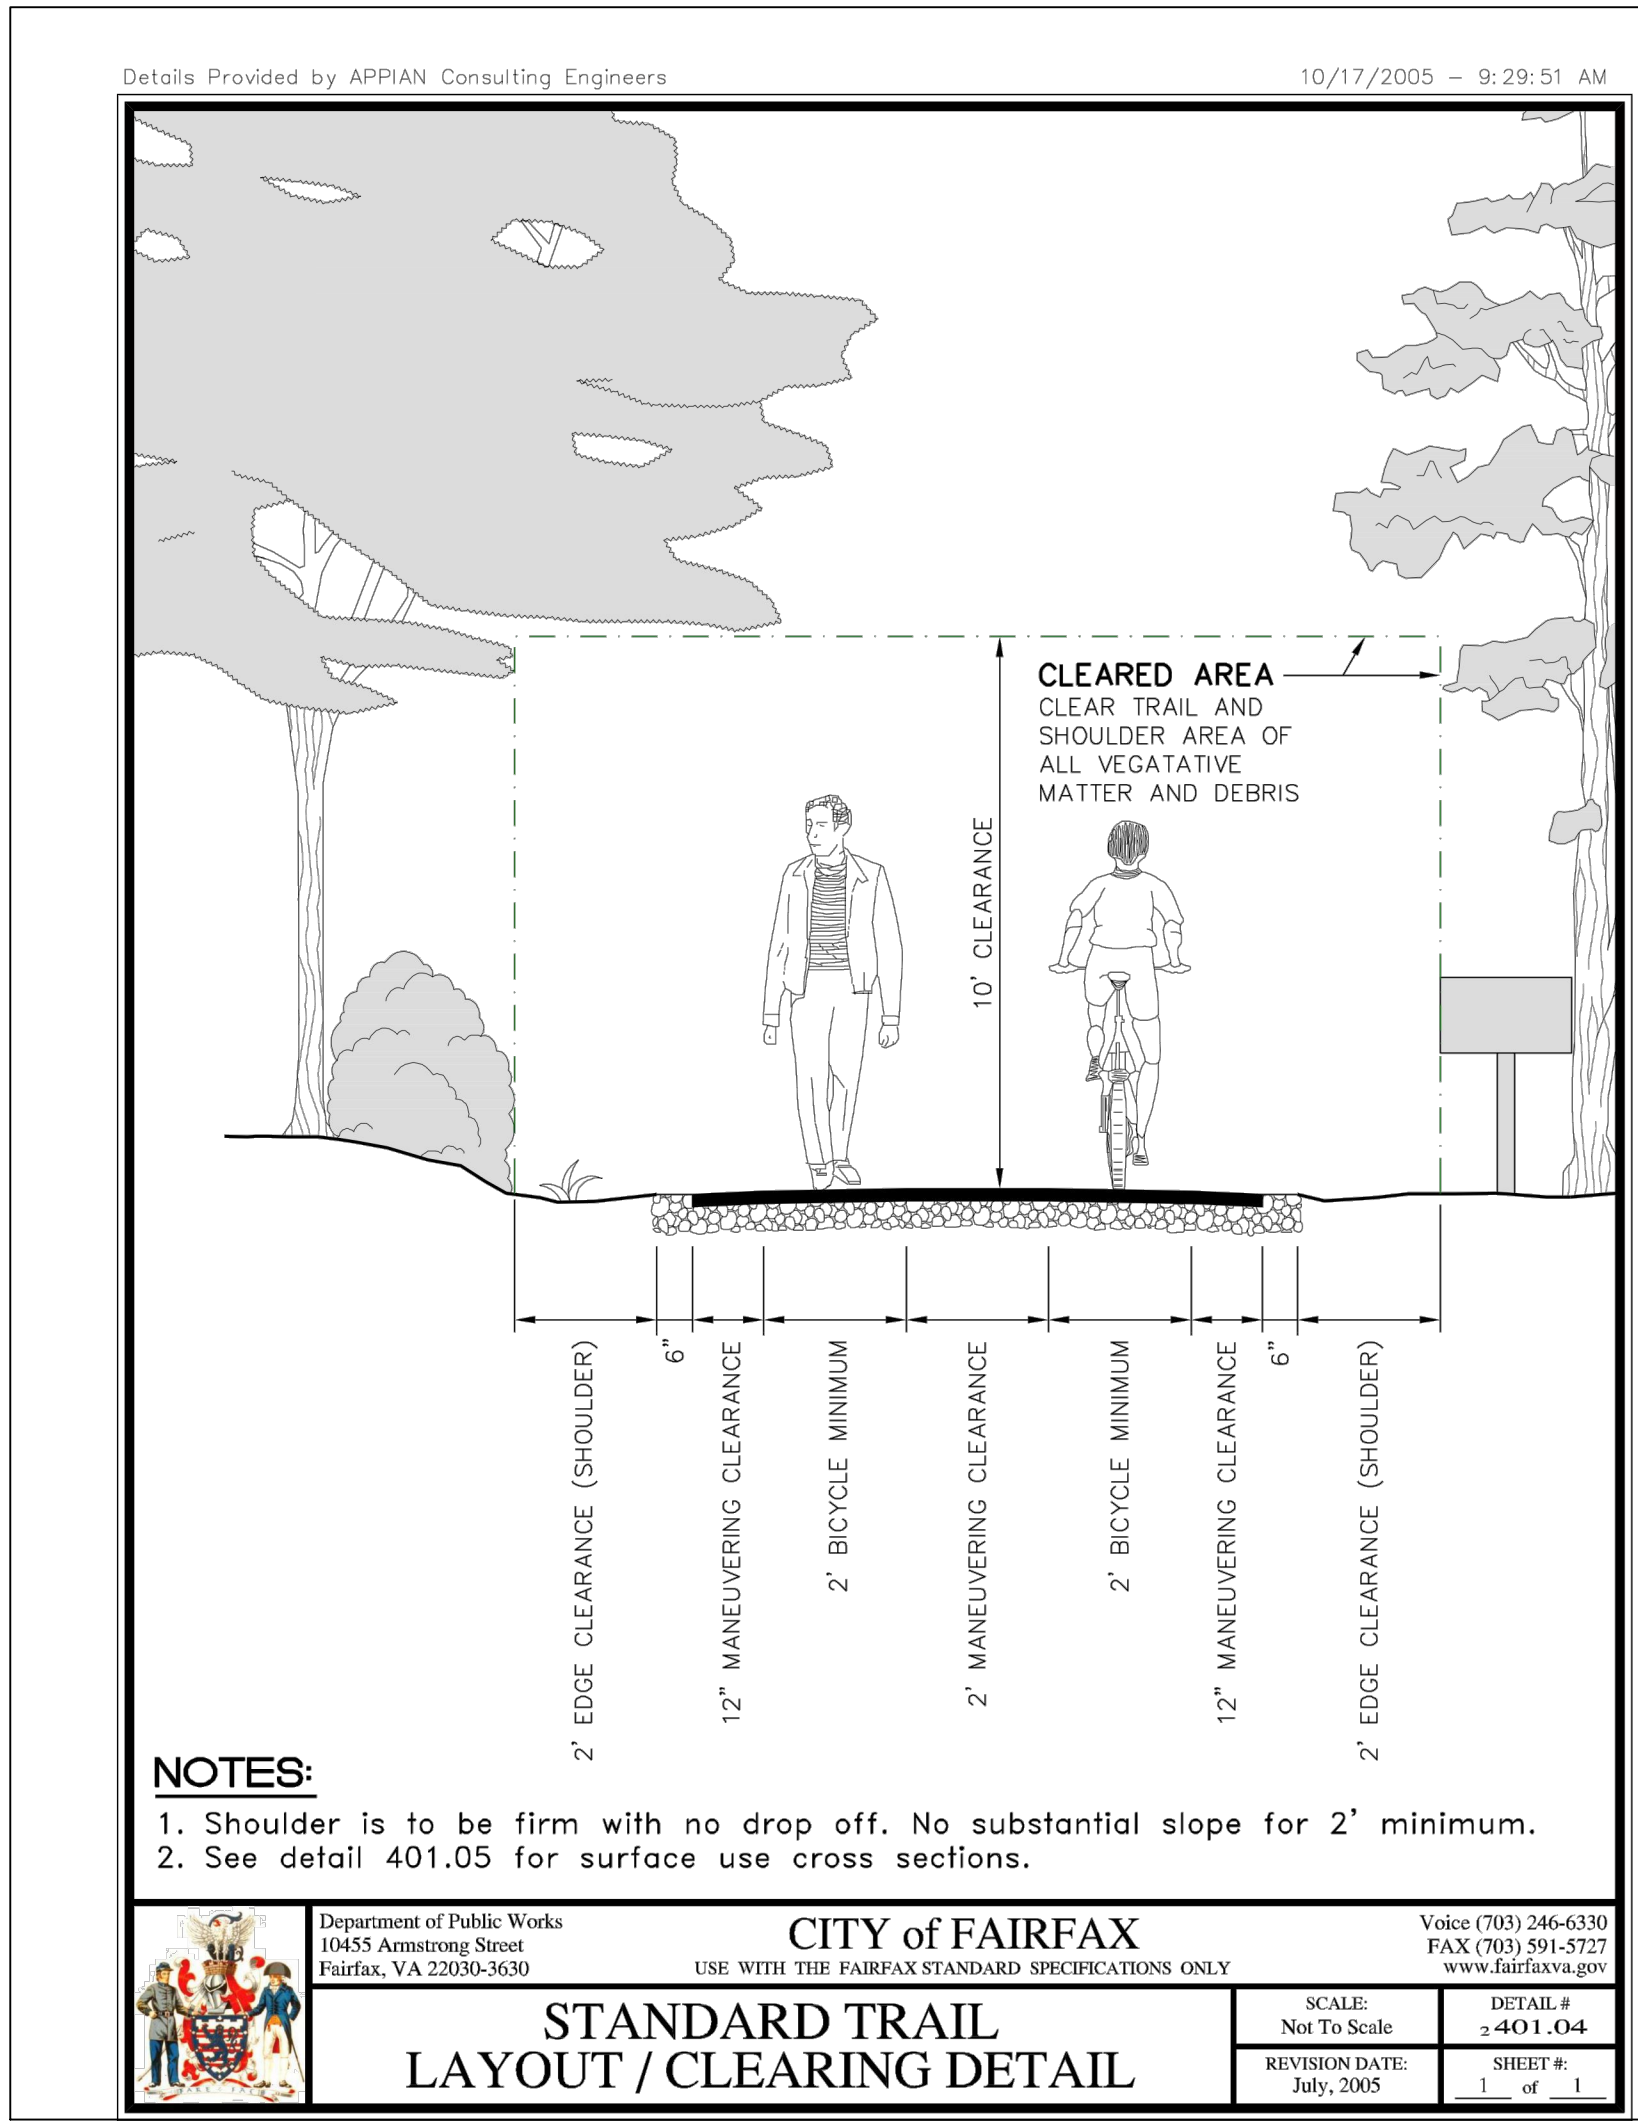 Details Provided by APPIAN Consulting Engineers
10/17/2005 - 9:29:51 AM
CLEARED AREA
CLEAR TRAIL AND
SHOULDER AREA OF
ALL VEGATATIVE
MATTER AND DEBRIS
10' CLEARANCE
2' EDGE CLEARANCE (SHOULDER)
6"
12" MANEUVERING CLEARANCE
2' BICYCLE MINIMUM
2' MANEUVERING CLEARANCE
2' BICYCLE MINIMUM
12" MANEUVERING CLEARANCE
6"
2' EDGE CLEARANCE (SHOULDER)
NOTES:
1. Shoulder is to be firm with no drop off. No substantial slope for 2' minimum.
2. See detail 401.05 for surface use cross sections.
Department of Public Works
10455 Armstrong Street
Fairfax, VA 22030-3630
CITY of FAIRFAX
USE WITH THE FAIRFAX STANDARD SPECIFICATIONS ONLY
Voice (703) 246-6330
FAX (703) 591-5727
www.fairfaxva.gov
STANDARD TRAIL
LAYOUT / CLEARING DETAIL
SCALE:
Not To Scale
DETAIL #
2 401.04
REVISION DATE:
July, 2005
SHEET #:
1 of 1